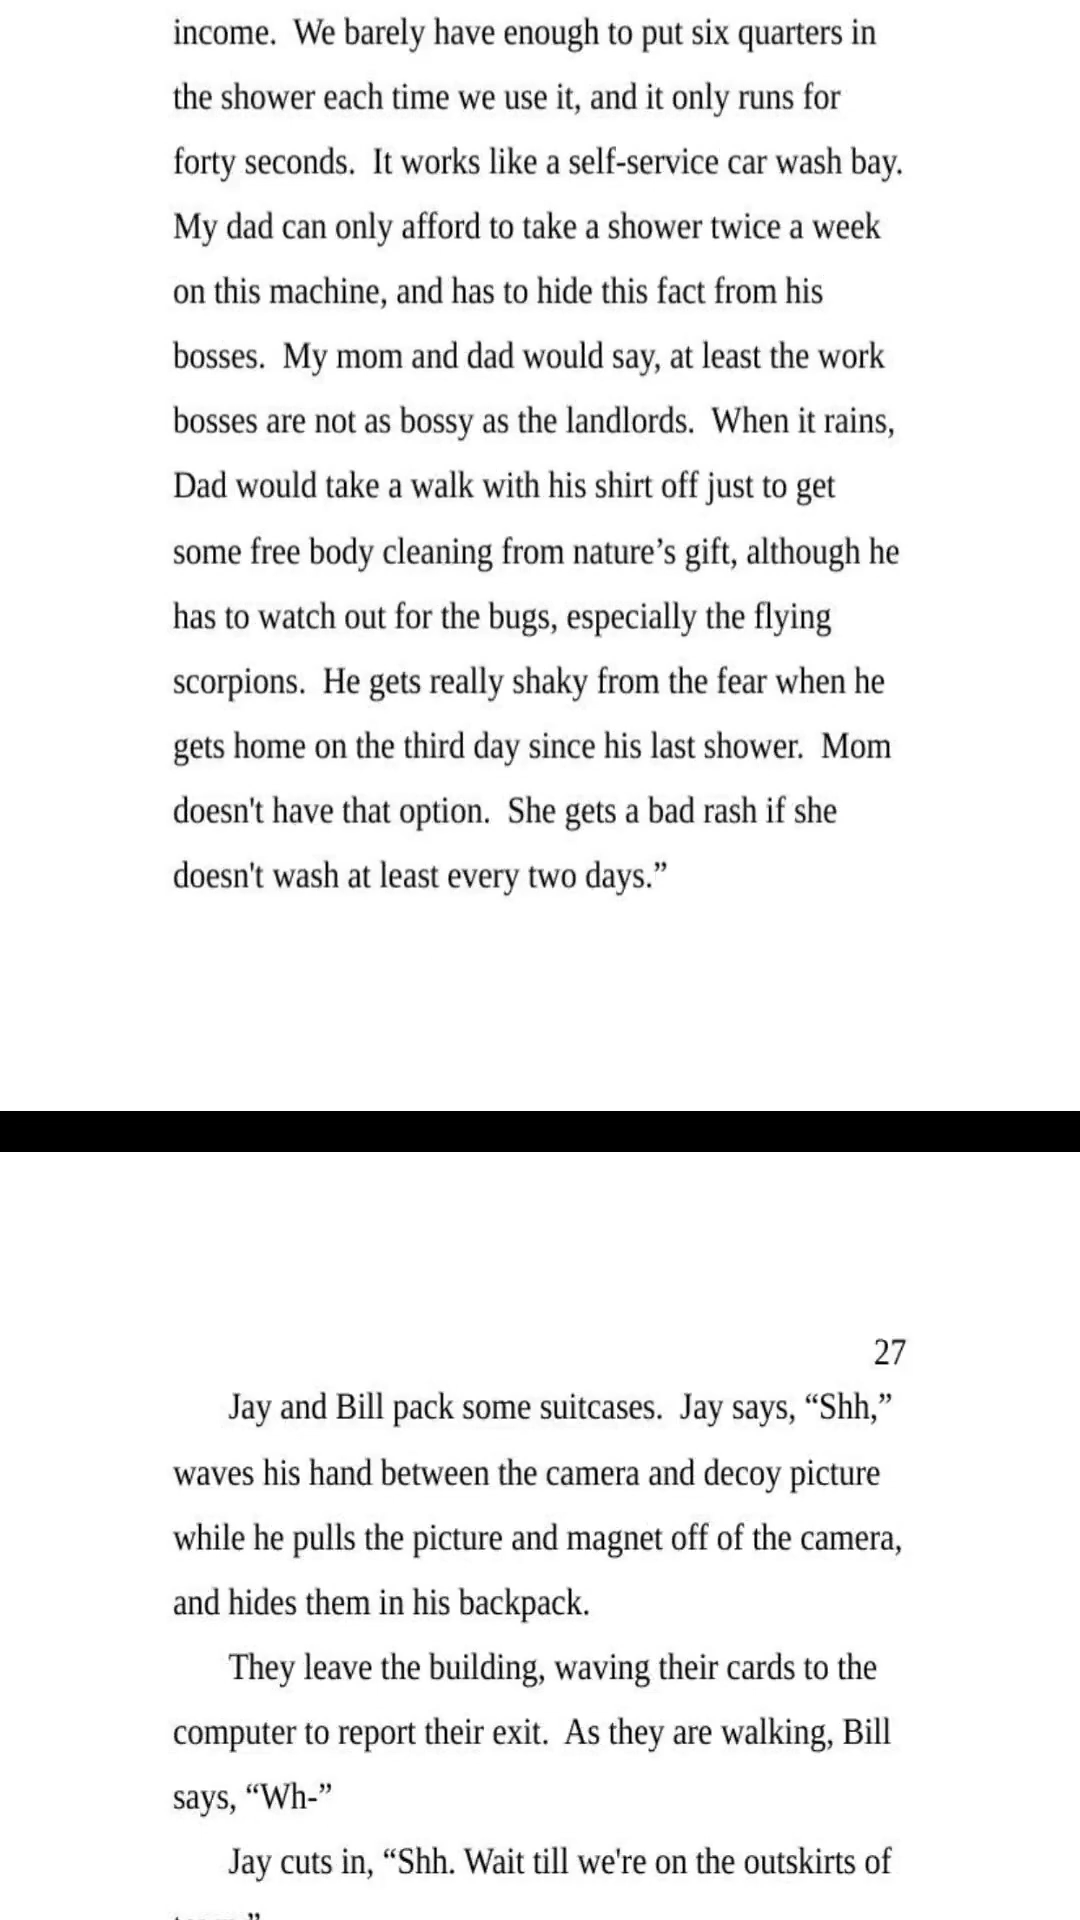 income.  We barely have enough to put six quarters in
the shower each time we use it, and it only runs for
forty seconds.  It works like a self-service car wash bay.
My dad can only afford to take a shower twice a week
on this machine, and has to hide this fact from his
bosses.  My mom and dad would say, at least the work
bosses are not as bossy as the landlords.  When it rains,
Dad would take a walk with his shirt off just to get
some free body cleaning from nature’s gift, although he
has to watch out for the bugs, especially the flying
scorpions.  He gets really shaky from the fear when he
gets home on the third day since his last shower.  Mom
doesn't have that option.  She gets a bad rash if she
doesn't wash at least every two days.”
27
Jay and Bill pack some suitcases.  Jay says, “Shh,”
waves his hand between the camera and decoy picture
while he pulls the picture and magnet off of the camera,
and hides them in his backpack.
They leave the building, waving their cards to the
computer to report their exit.  As they are walking, Bill
says, “Wh-”
Jay cuts in, “Shh. Wait till we're on the outskirts of